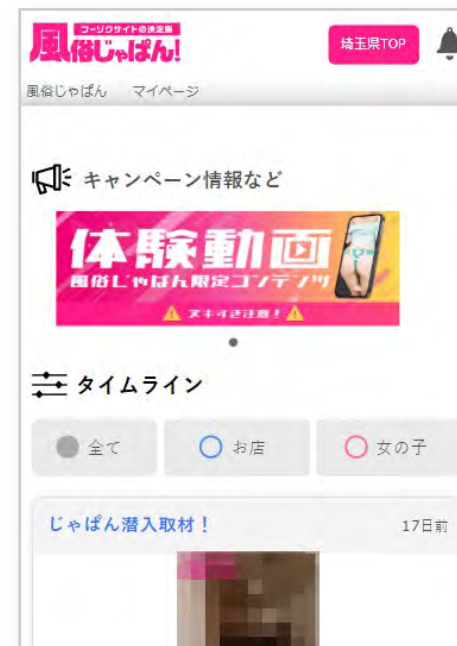 フーゾクサイトの決定版
風俗じゃぱん!
埼玉県TOP
風俗じゃぱん マイページ
キャンペーン情報など
体験動画
風俗じゃぱん限定コンテンツ
ヌキすぎ注意!
タイムライン
全て お店 女の子
じゃぱん潜入取材! 17日前